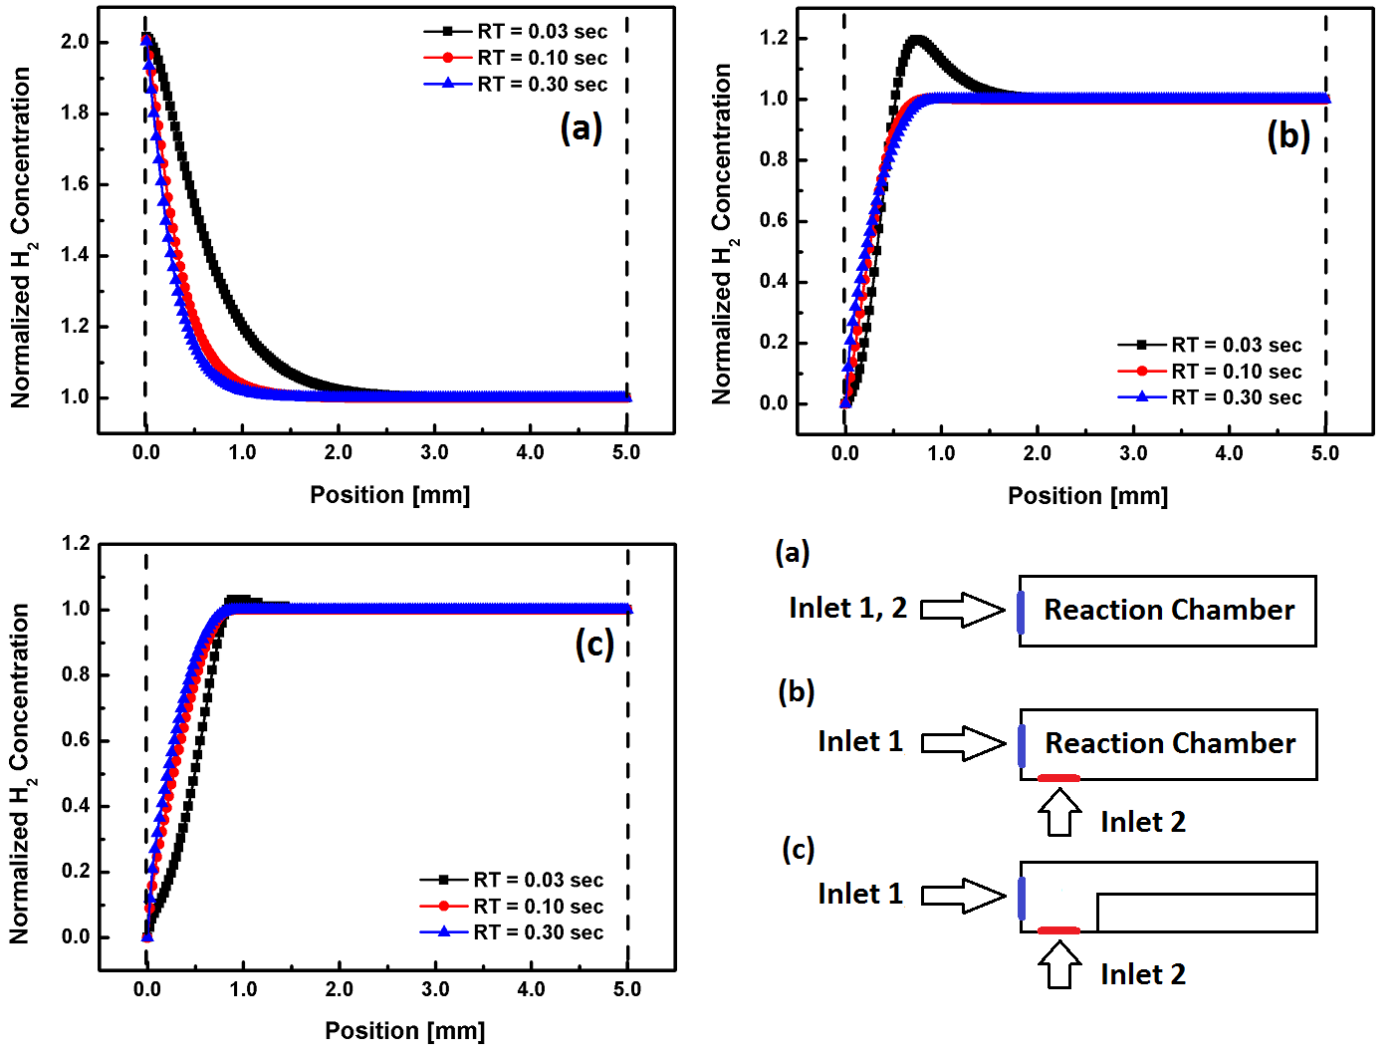 RT = 0.03 sec
RT = 0.10 sec
RT = 0.30 sec
(a)
Normalized H2 Concentration
2.0
1.8
1.6
1.4
1.2
1.0
0.0 1.0 2.0 3.0 4.0 5.0
Position [mm]
(b)
Normalized H2 Concentration
1.2
1.0
0.8
0.6
0.4
0.2
0.0
RT = 0.03 sec
RT = 0.10 sec
RT = 0.30 sec
0.0 1.0 2.0 3.0 4.0 5.0
Position [mm]
(c)
Normalized H2 Concentration
1.2
1.0
0.8
0.6
0.4
0.2
0.0
RT = 0.03 sec
RT = 0.10 sec
RT = 0.30 sec
0.0 1.0 2.0 3.0 4.0 5.0
Position [mm]
(a)
Inlet 1, 2 Reaction Chamber
(b)
Inlet 1 Reaction Chamber
Inlet 2
(c)
Inlet 1
Inlet 2